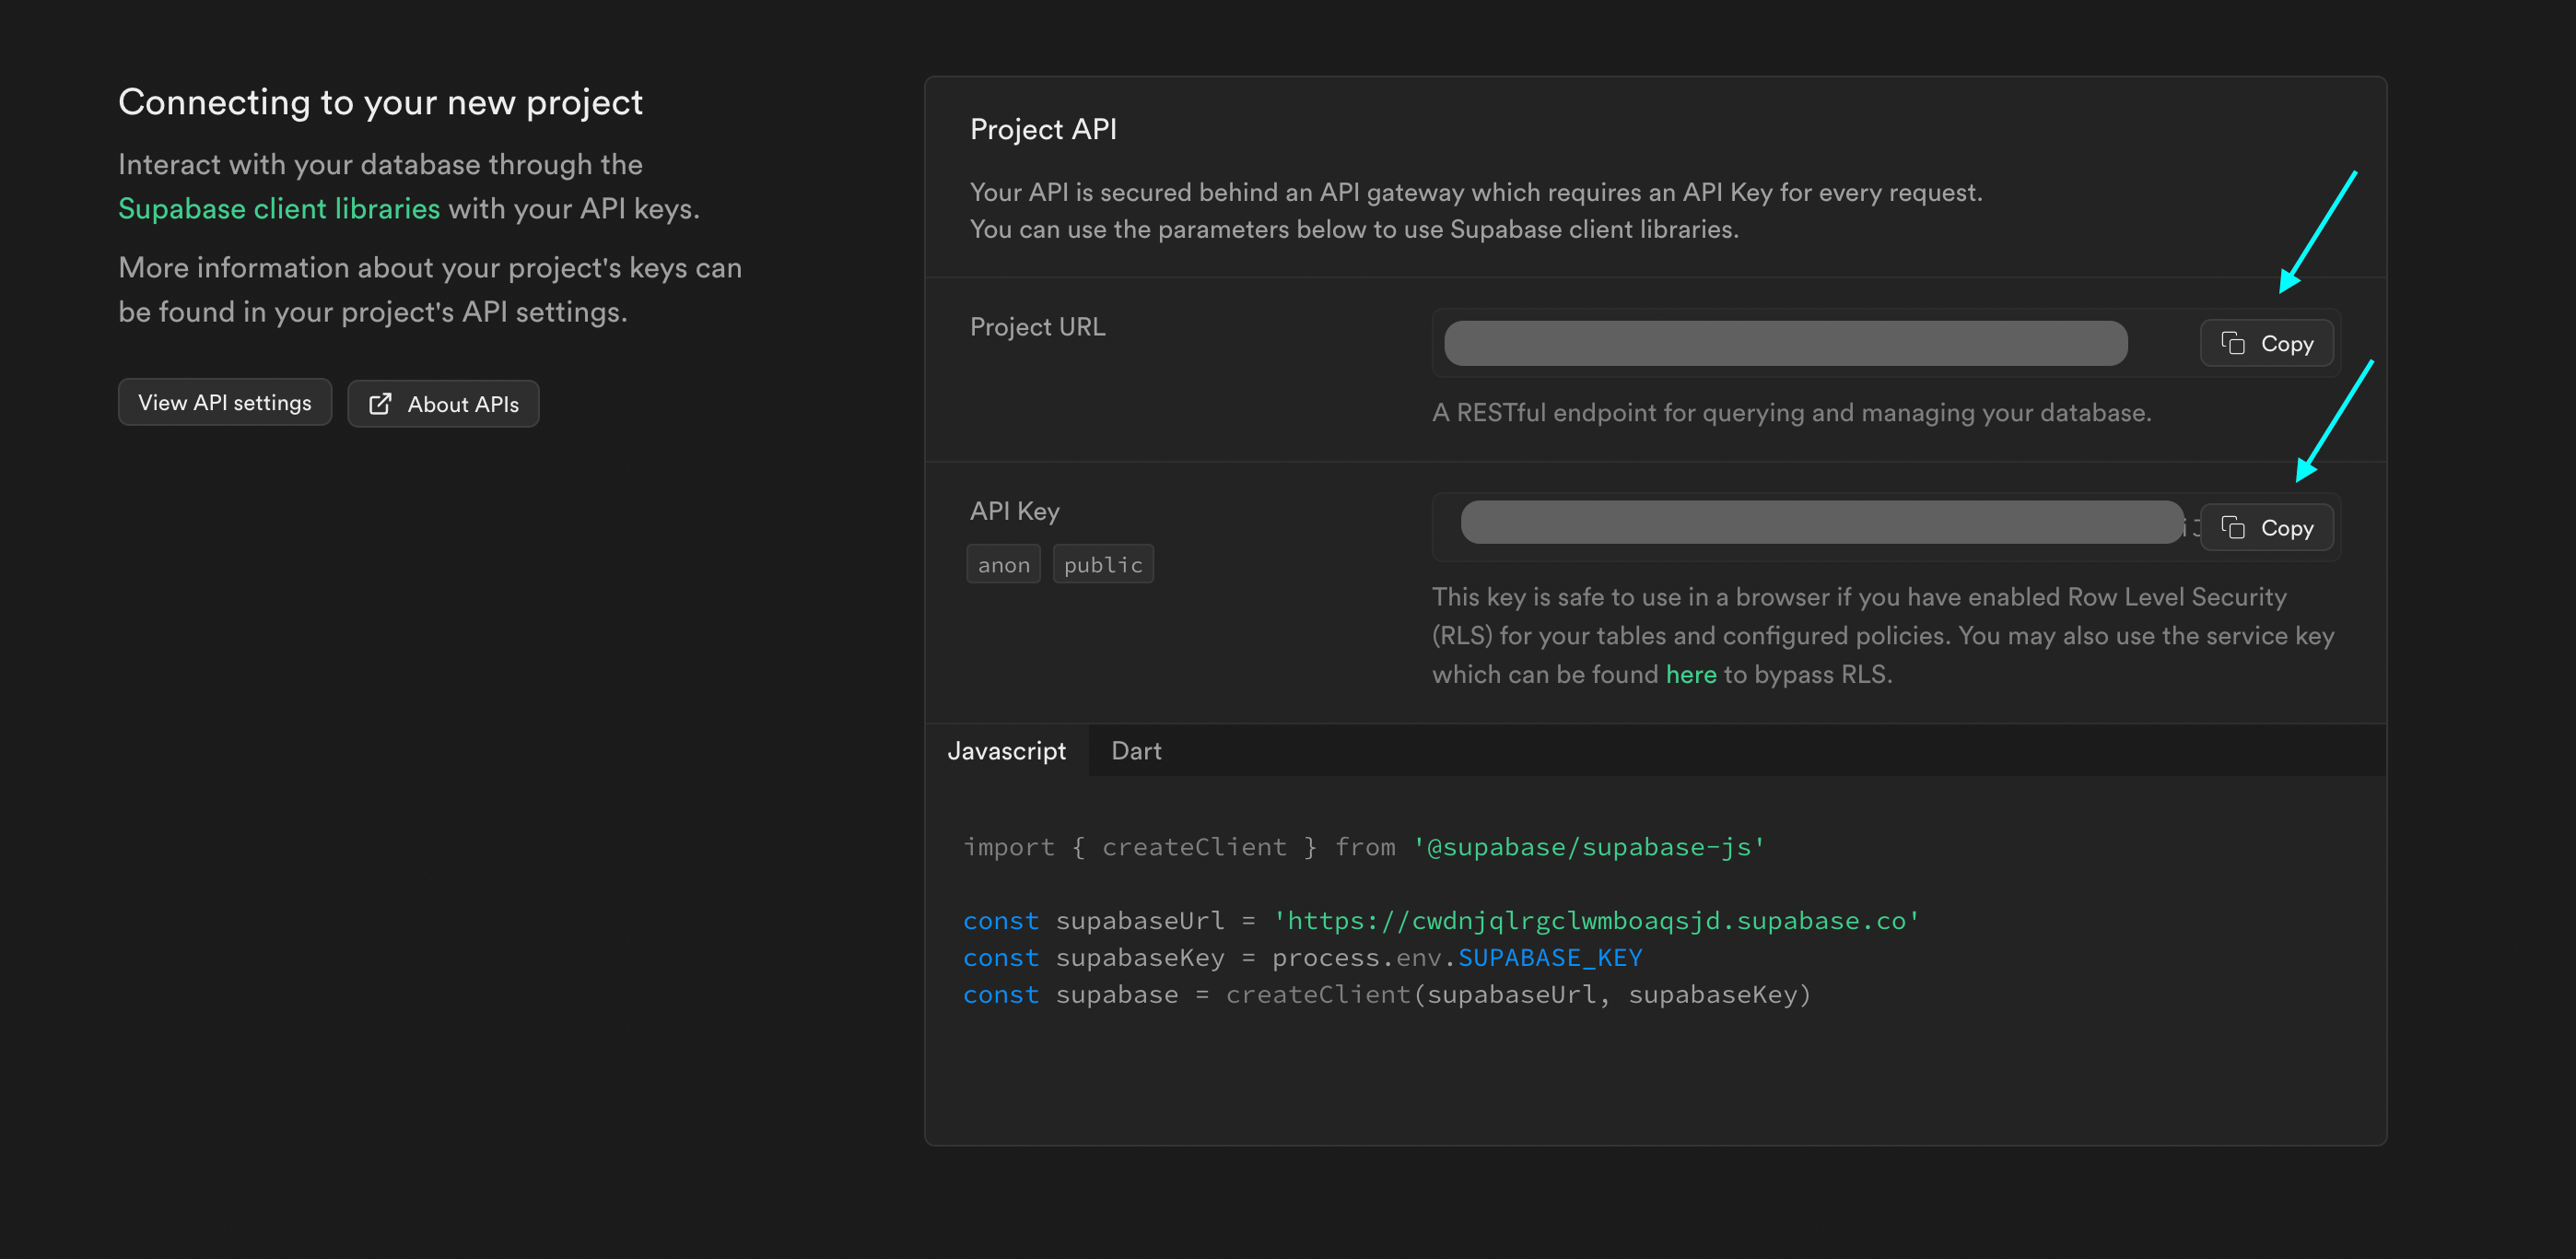 Connecting to your new project
Interact with your database through the
Supabase client libraries with your API keys.
More information about your project's keys can
be found in your project's API settings.
View API settings
About APIs
Project API
Your API is secured behind an API gateway which requires an API Key for every request.
You can use the parameters below to use Supabase client libraries.
Project URL
Copy
A RESTful endpoint for querying and managing your database.
API Key
Copy
anon public
This key is safe to use in a browser if you have enabled Row Level Security
(RLS) for your tables and configured policies. You may also use the service key
which can be found here to bypass RLS.
Javascript Dart
import { createClient } from '@supabase/supabase-js'
const supabaseUrl = 'https://cwdnjqlrgclwmboaqsjd.supabase.co'
const supabaseKey = process.env.SUPABASE_KEY
const supabase = createClient(supabaseUrl, supabaseKey)